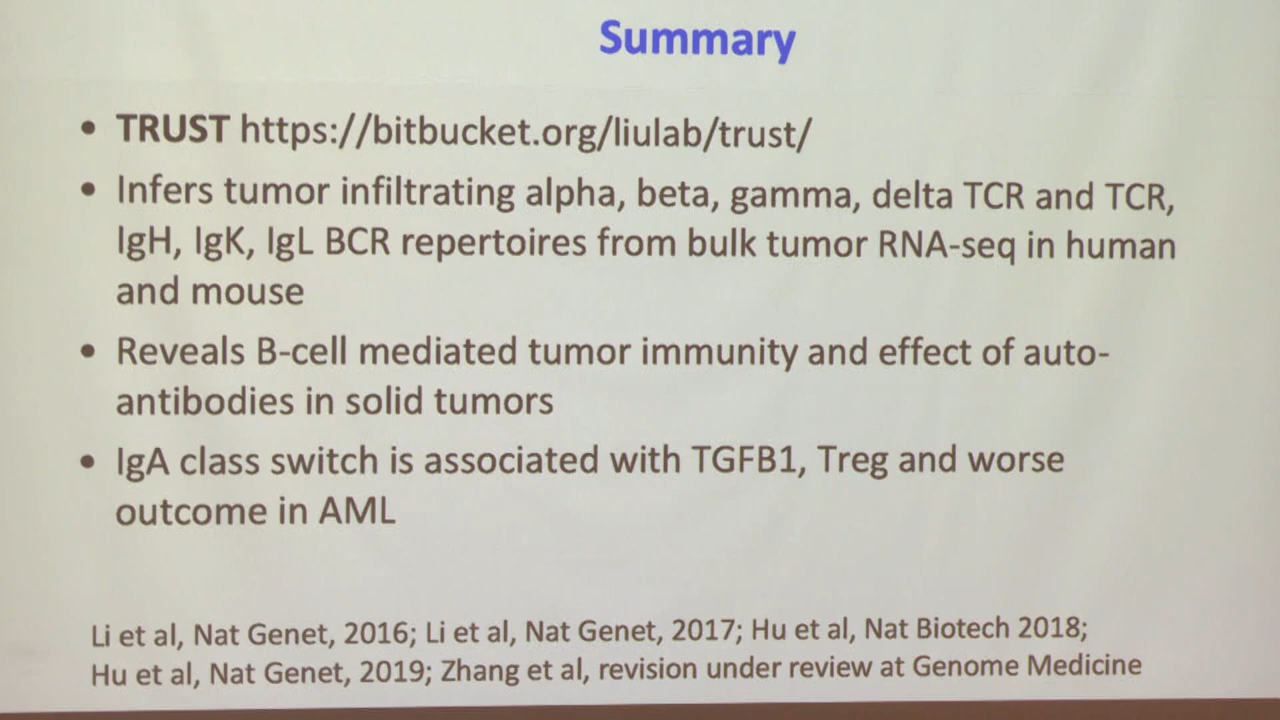 Summary
• TRUST https://bitbucket.org/liulab/trust/
• Infers tumor infiltrating alpha, beta, gamma, delta TCR and TCR,
IgH, IgK, IgL BCR repertoires from bulk tumor RNA-seq in human
and mouse
• Reveals B-cell mediated tumor immunity and effect of auto-
antibodies in solid tumors
• IgA class switch is associated with TGFB1, Treg and worse
outcome in AML
Li et al, Nat Genet, 2016; Li et al, Nat Genet, 2017; Hu et al, Nat Biotech 2018;
Hu et al, Nat Genet, 2019; Zhang et al, revision under review at Genome Medicine